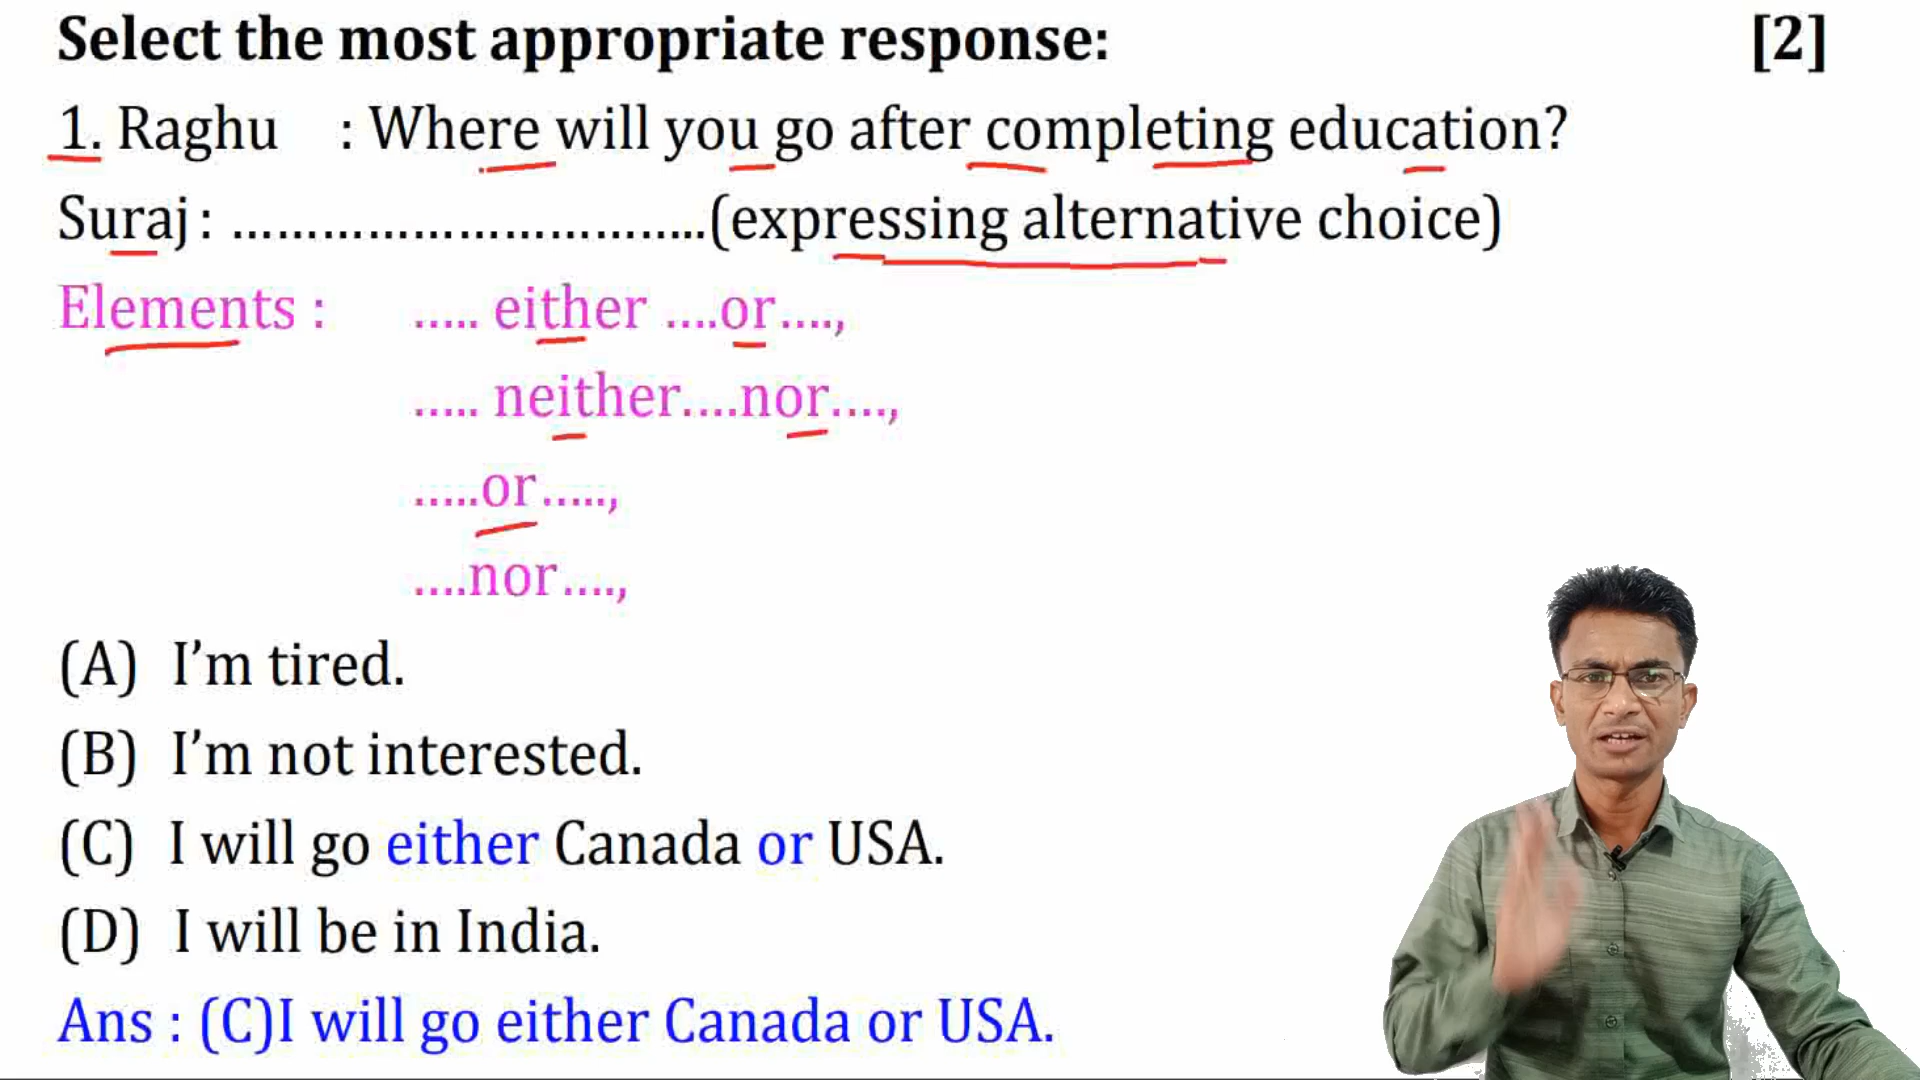 Select the most appropriate response: [2]
1. Raghu : Where will you go after completing education?
Suraj : ……………………………..(expressing alternative choice)
Elements : ….. either ….or….,
….. neither….nor….,
…..or…..,
….nor….,
(A) I’m tired.
(B) I’m not interested.
(C) I will go either Canada or USA.
(D) I will be in India.
Ans : (C)I will go either Canada or USA.